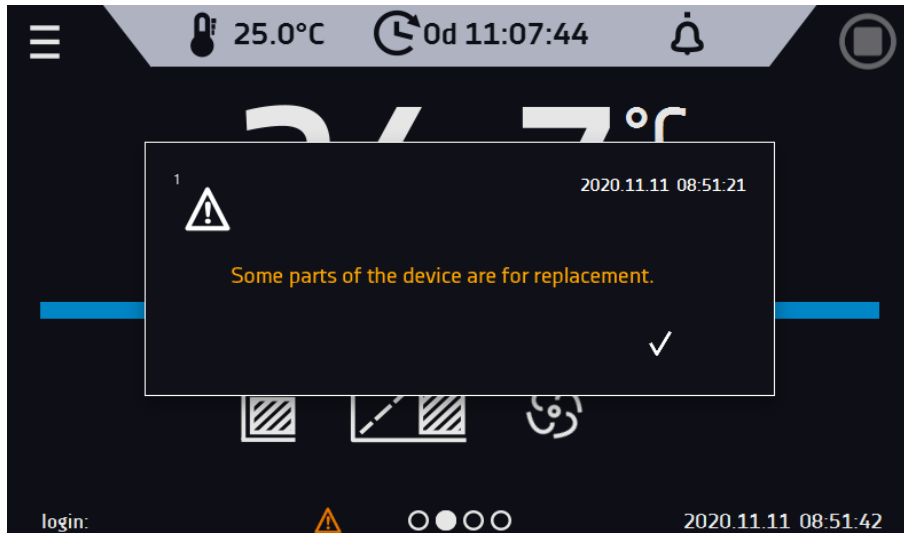 25.0°C
0d 11:07:44
°C
1
2020.11.11 08:51:21
Some parts of the device are for replacement.
login:
2020.11.11 08:51:42